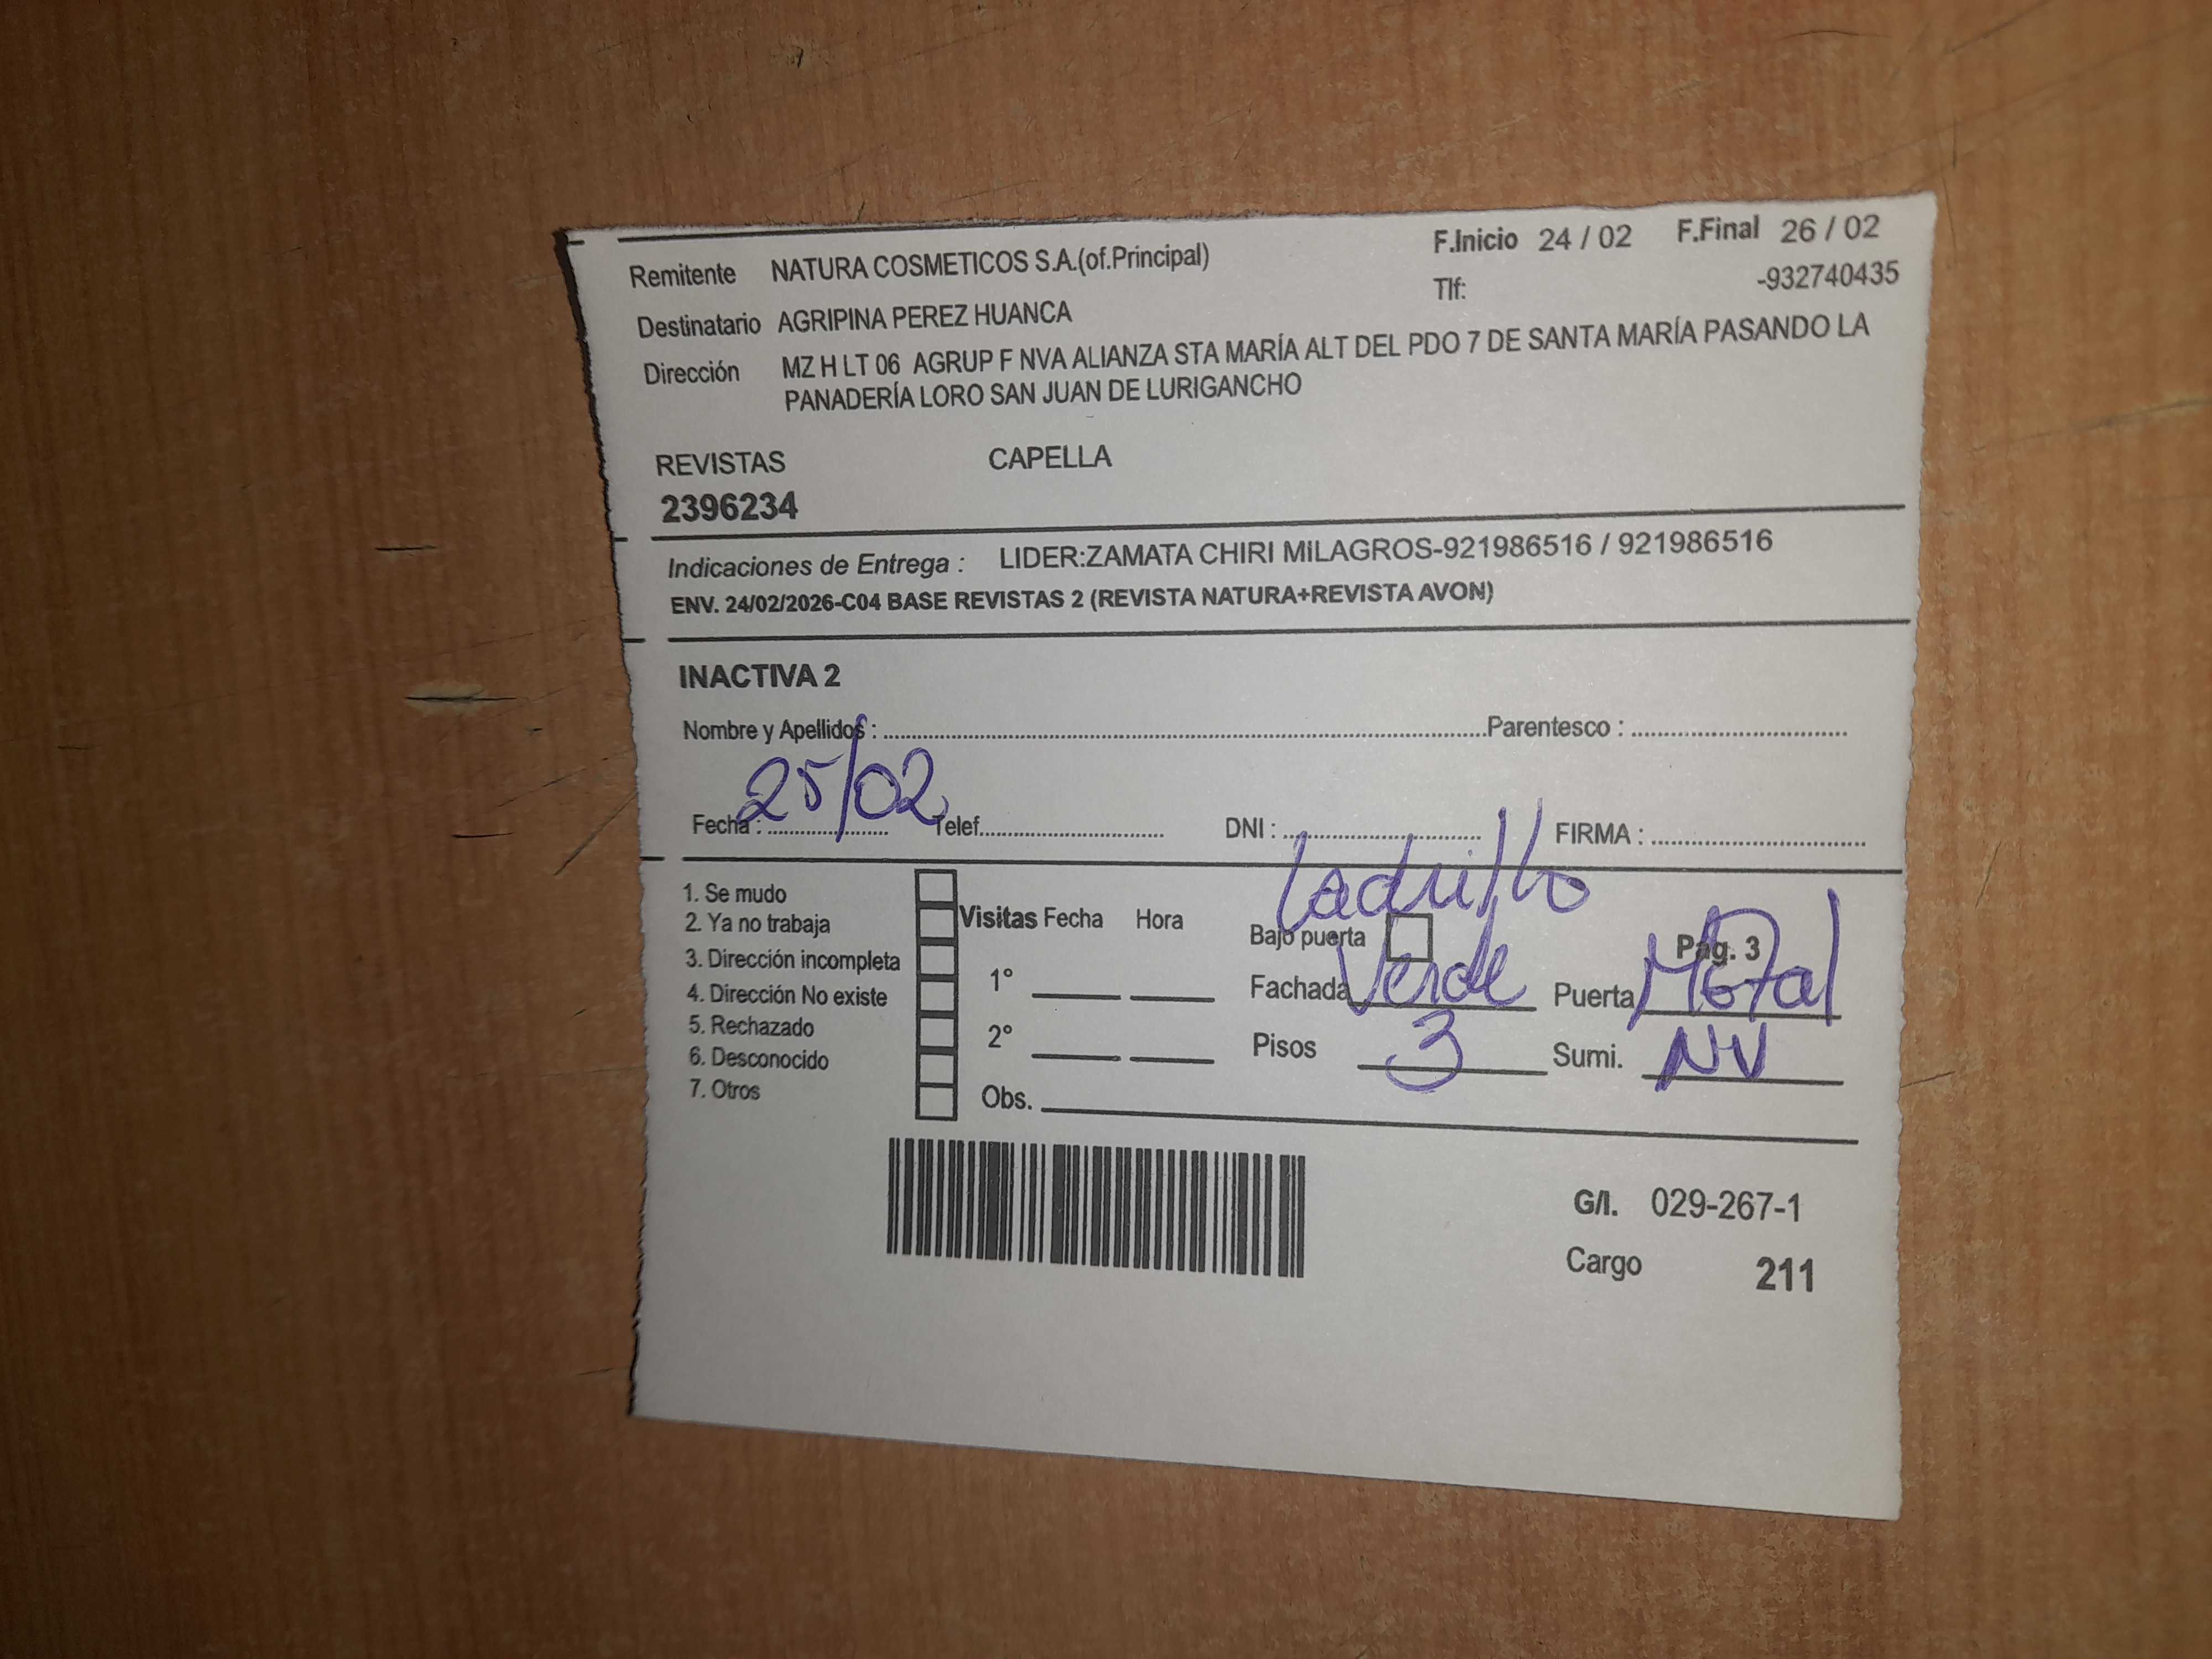 Remitente NATURA COSMETICOS S.A.(of.Principal) F.Inicio 24 / 02 F.Final 26 / 02
Tlf: -932740435
Destinatario AGRIPINA PEREZ HUANCA
Dirección MZ H LT 06 AGRUP F NVA ALIANZA STA MARÍA ALT DEL PDO 7 DE SANTA MARÍA PASANDO LA
PANADERÍA LORO SAN JUAN DE LURIGANCHO
REVISTAS CAPELLA
2396234
Indicaciones de Entrega : LIDER:ZAMATA CHIRI MILAGROS-921986516 / 921986516
ENV. 24/02/2026-C04 BASE REVISTAS 2 (REVISTA NATURA+REVISTA AVON)
INACTIVA 2
Nombre y Apellidos : Parentesco :
Fecha : 25/02 Telef. DNI : FIRMA :
1. Se mudo
2. Ya no trabaja
3. Dirección incompleta
4. Dirección No existe
5. Rechazado
6. Desconocido
7. Otros
Visitas Fecha Hora
1°
2°
Obs.
Ladrillo
Bajo puerta Pag. 3
Fachada Verde Puerta Metal
Pisos 3 Sumi. NV
G/I. 029-267-1
Cargo 211